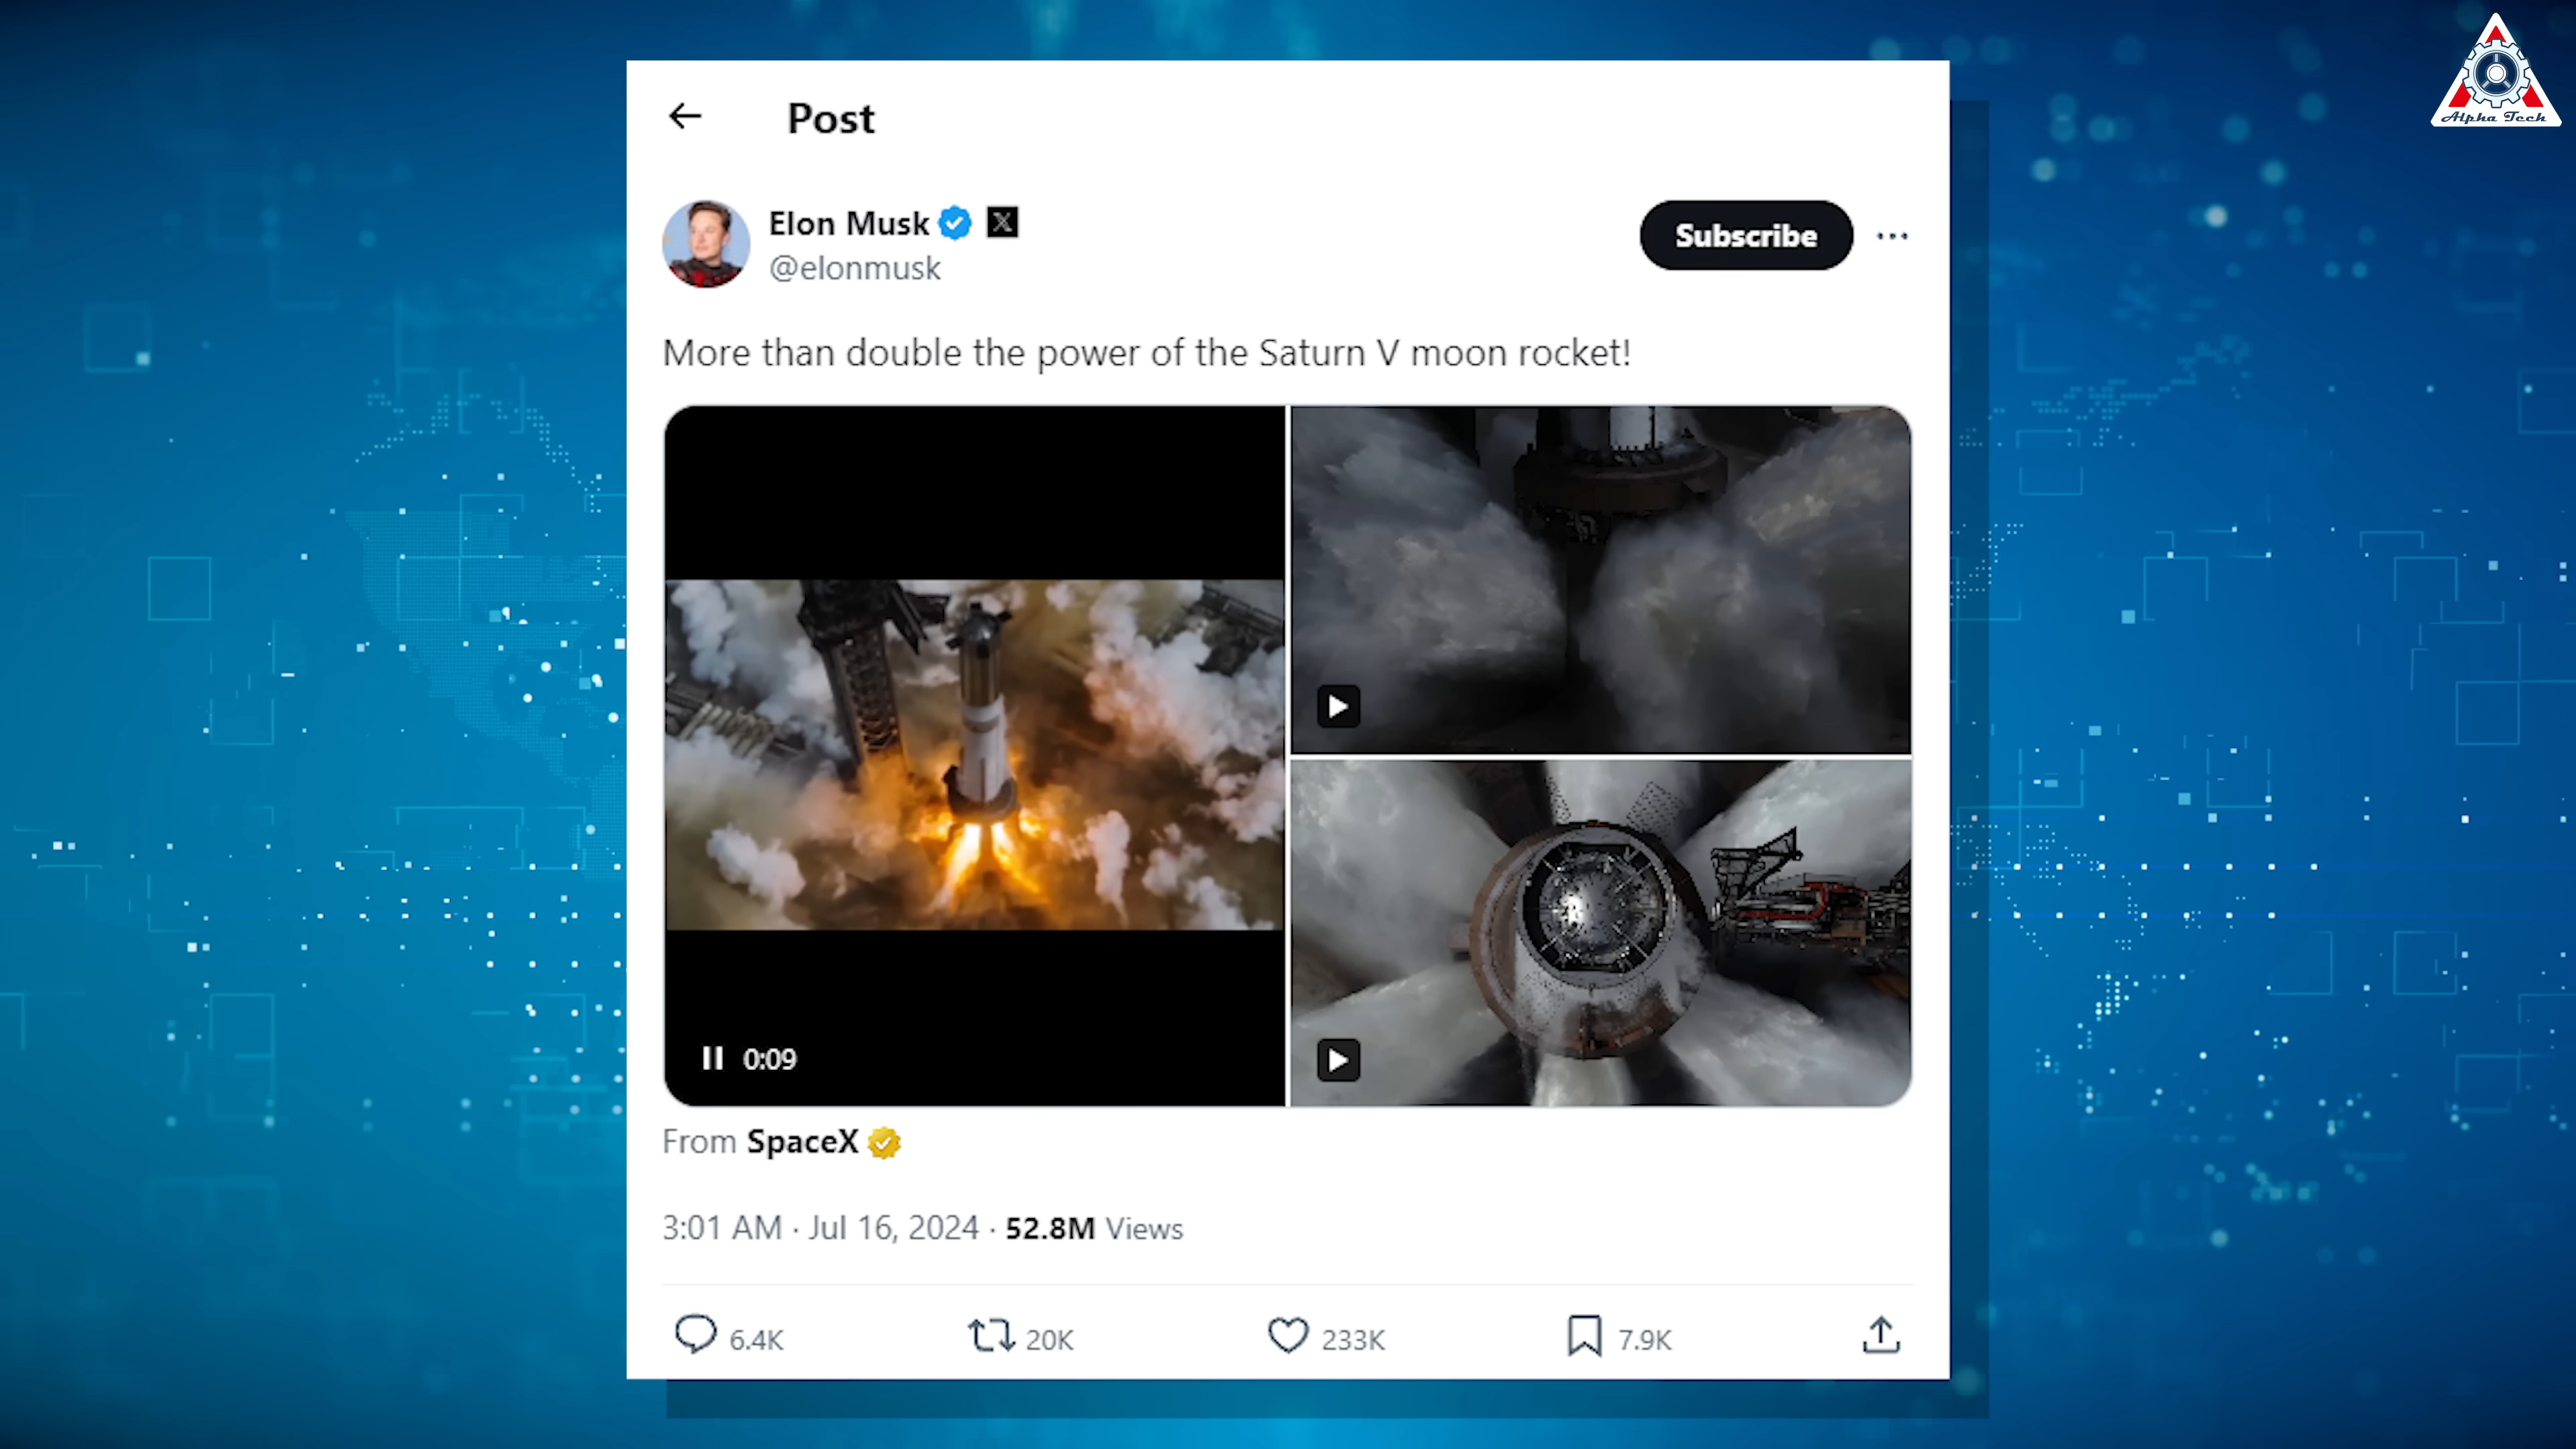 Alpha Tech
Post
Elon Musk
@elonmusk
Subscribe
More than double the power of the Saturn V moon rocket!
0:09
From SpaceX
3:01 AM · Jul 16, 2024 · 52.8M Views
6.4K 20K 233K 7.9K